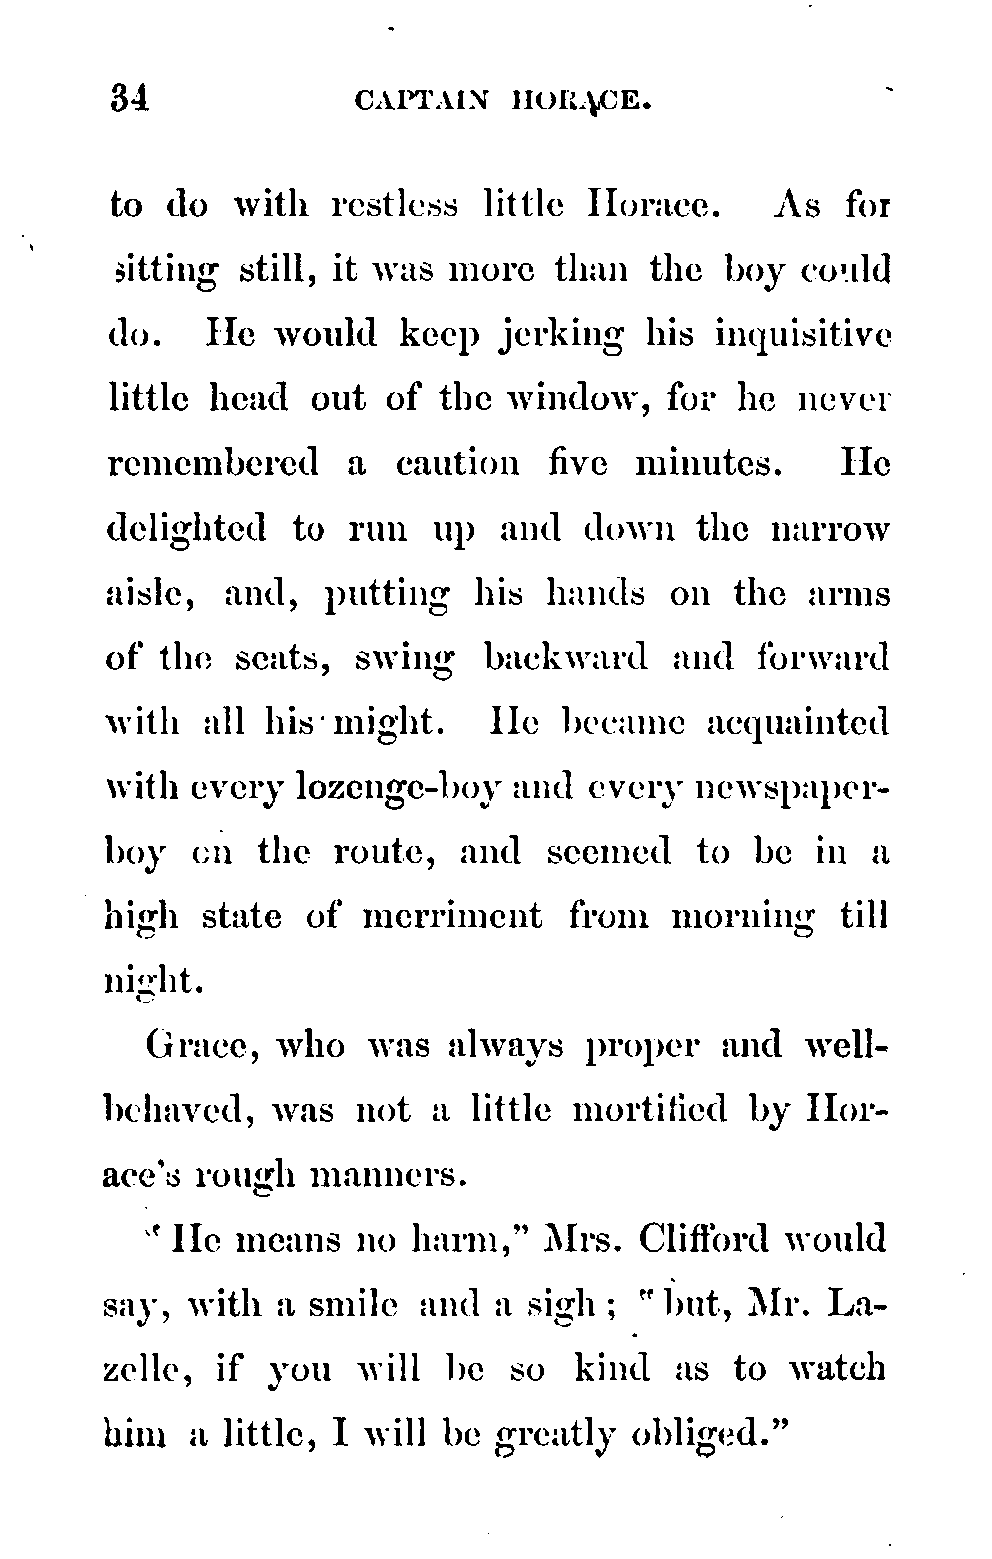 34 CAPTAIN HORACE.
to do with restless little Horace. As for
sitting still, it was more than the boy could
do. He would keep jerking his inquisitive
little head out of the window, for he never
remembered a caution five minutes. He
delighted to run up and down the narrow
aisle, and, putting his hands on the arms
of the seats, swing backward and forward
with all his might. He became acquainted
with every lozenge-boy and every newspaper-
boy on the route, and seemed to be in a
high state of merriment from morning till
night.
Grace, who was always proper and well-
behaved, was not a little mortified by Hor-
ace's rough manners.
"He means no harm," Mrs. Clifford would
say, with a smile and a sigh; "but, Mr. La-
zelle, if you will be so kind as to watch
him a little, I will be greatly obliged."